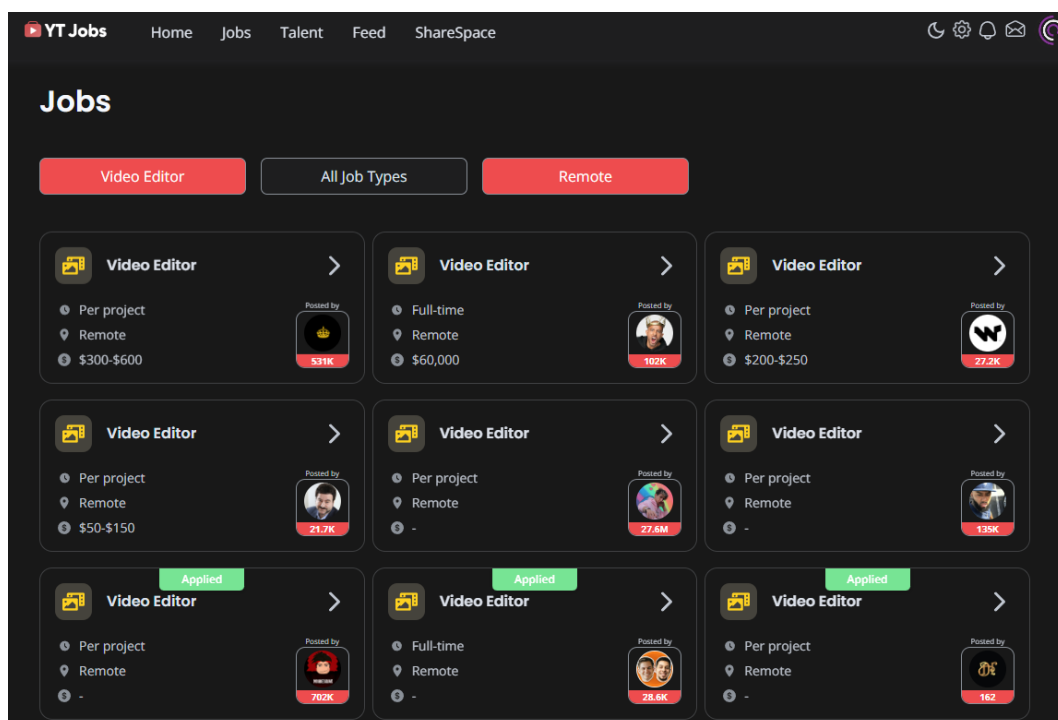 YT Jobs Home Jobs Talent Feed ShareSpace
Jobs
Video Editor All Job Types Remote
Video Editor
Per project
Remote
$300-$600
Posted by
531K
Video Editor
Full-time
Remote
$60,000
Posted by
102K
Video Editor
Per project
Remote
$200-$250
Posted by
27.2K
Video Editor
Per project
Remote
$50-$150
Posted by
21.7K
Video Editor
Per project
Remote
-
Posted by
27.6M
Video Editor
Per project
Remote
-
Posted by
135K
Applied
Video Editor
Per project
Remote
-
Posted by
702K
Applied
Video Editor
Full-time
Remote
-
Posted by
28.6K
Applied
Video Editor
Per project
Remote
-
Posted by
162